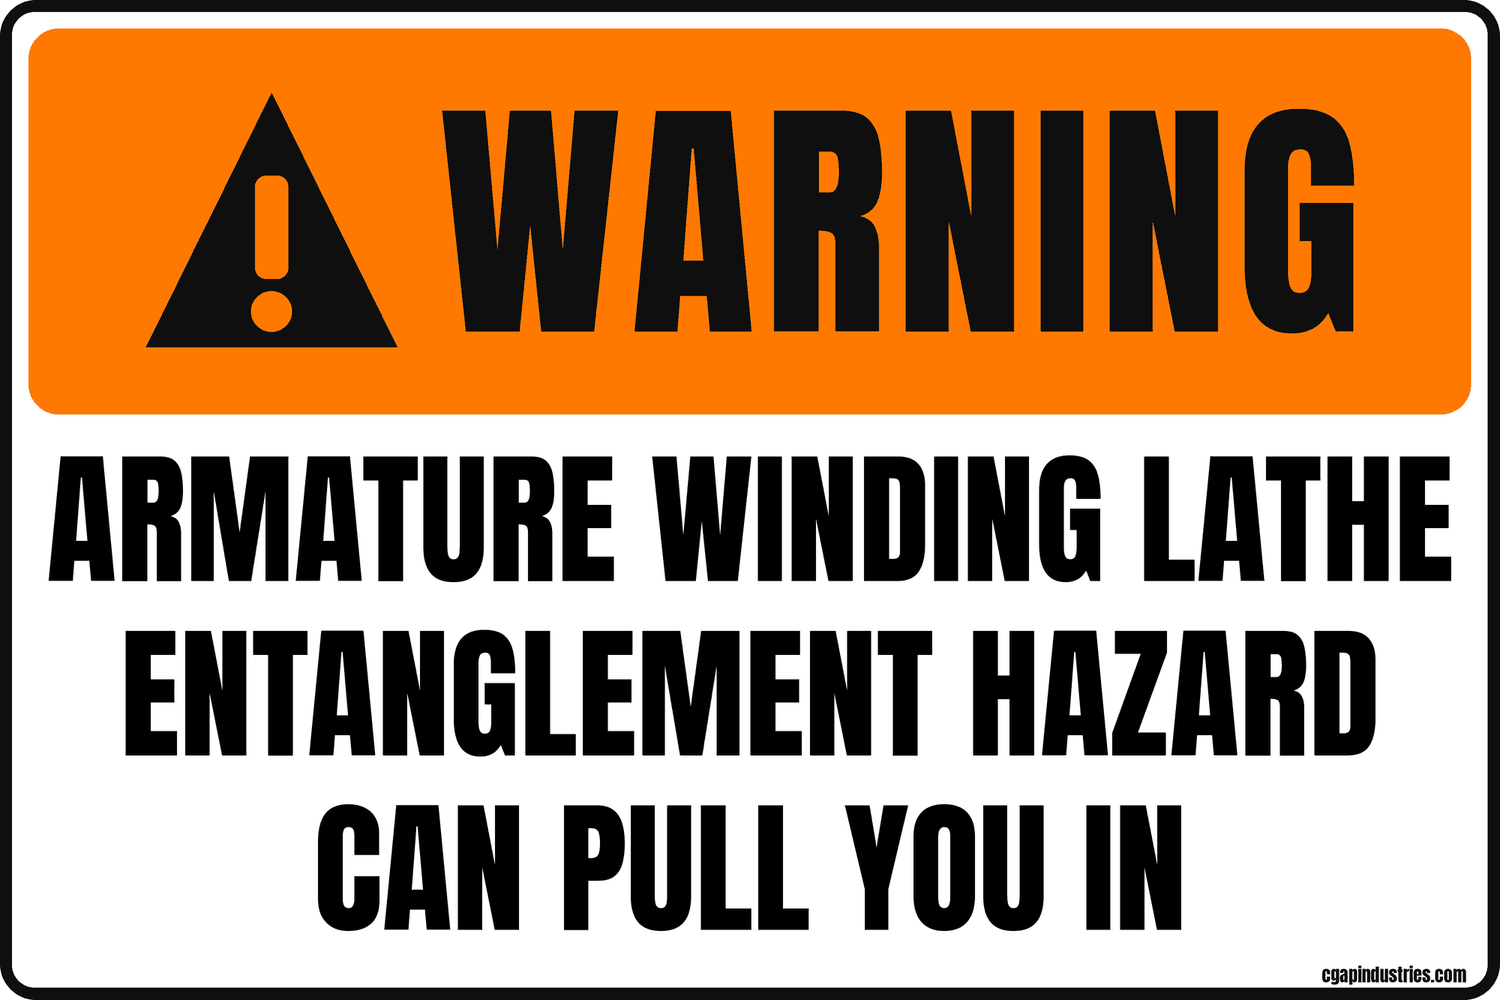 WARNING
ARMATURE WINDING LATHE
ENTANGLEMENT HAZARD
CAN PULL YOU IN
cgapindustries.com